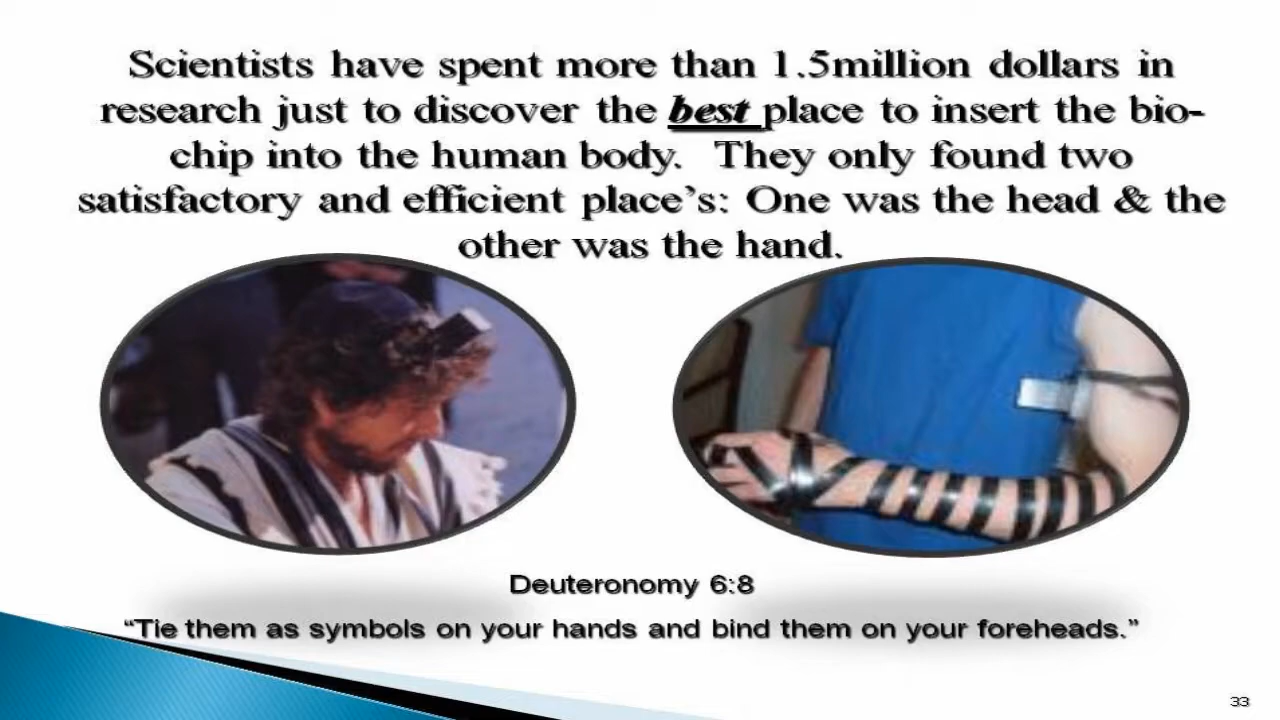 Scientists have spent more than 1.5million dollars in
research just to discover the best place to insert the bio-
chip into the human body. They only found two
satisfactory and efficient place's: One was the head & the
other was the hand.
Deuteronomy 6:8
“Tie them as symbols on your hands and bind them on your foreheads.”
33